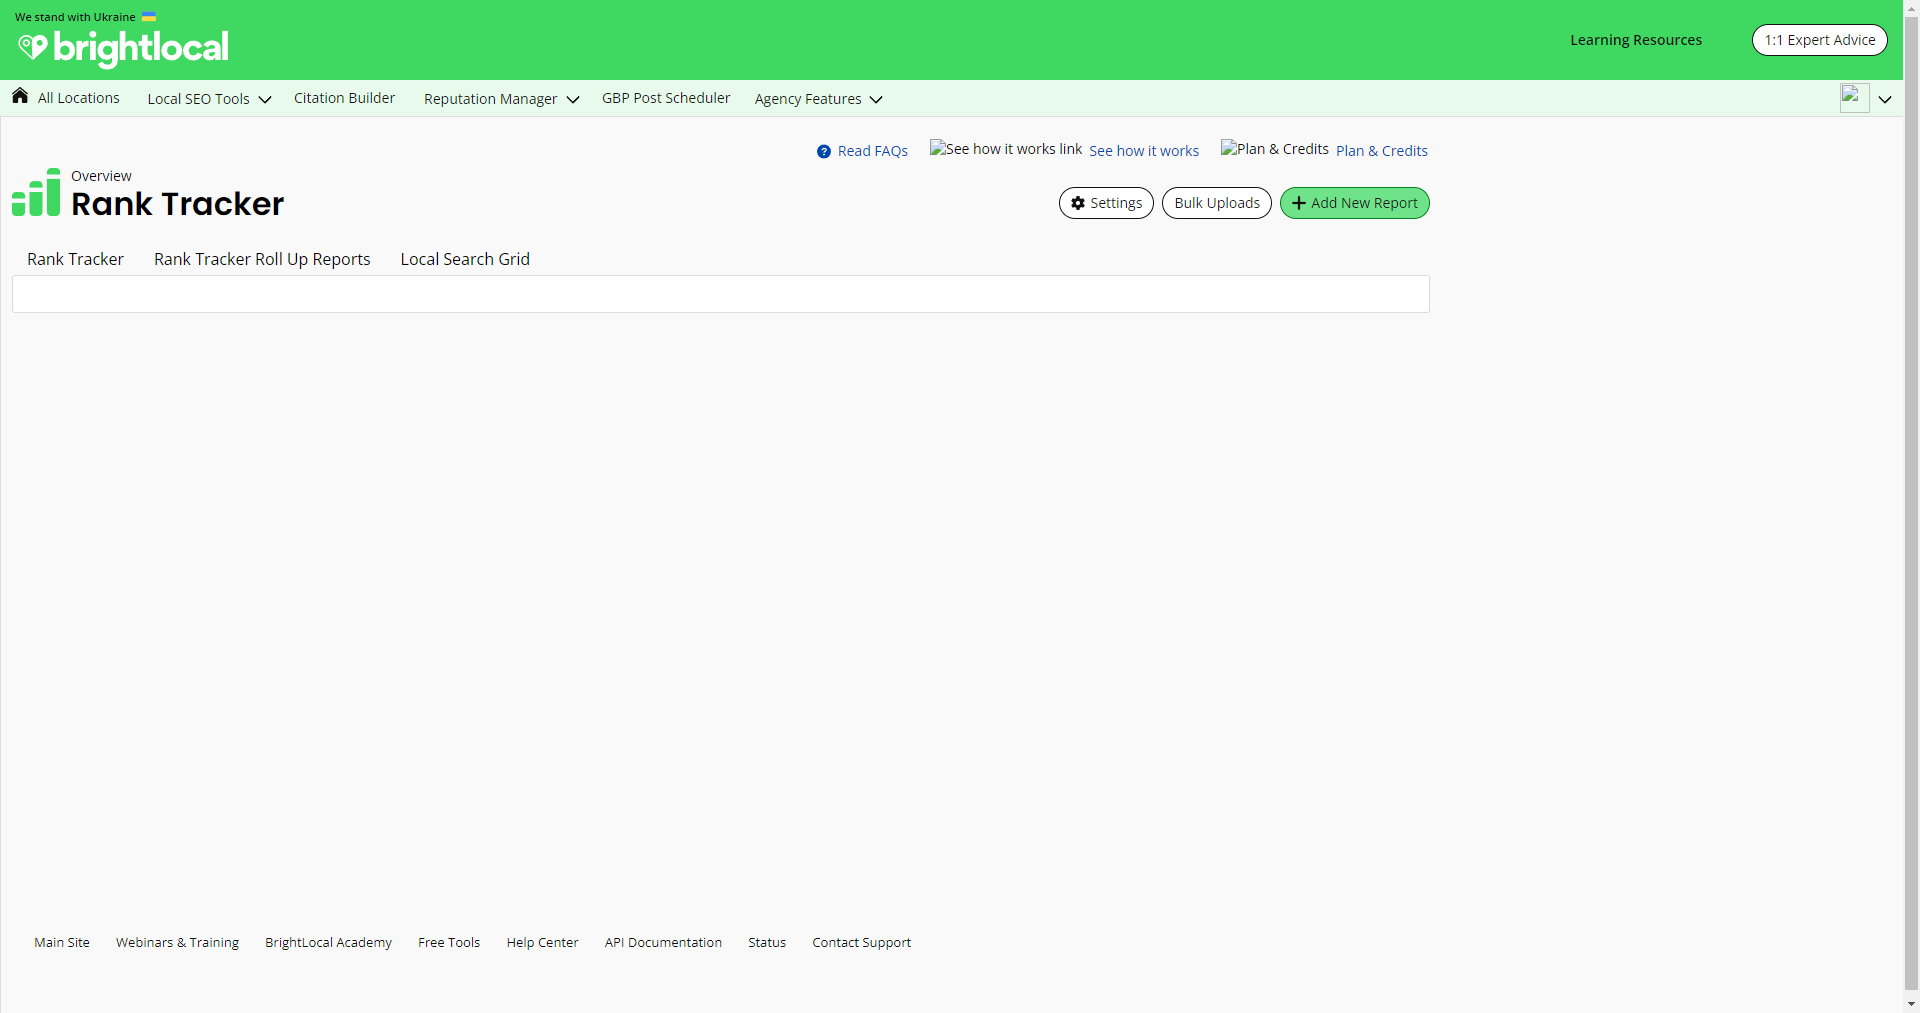 We stand with Ukraine
brightlocal
Learning Resources
1:1 Expert Advice
All Locations
Local SEO Tools
Citation Builder
Reputation Manager
GBP Post Scheduler
Agency Features
? Read FAQs
See how it works link See how it works
Plan & Credits Plan & Credits
Overview
Rank Tracker
Settings
Bulk Uploads
+ Add New Report
Rank Tracker
Rank Tracker Roll Up Reports
Local Search Grid
Main Site
Webinars & Training
BrightLocal Academy
Free Tools
Help Center
API Documentation
Status
Contact Support